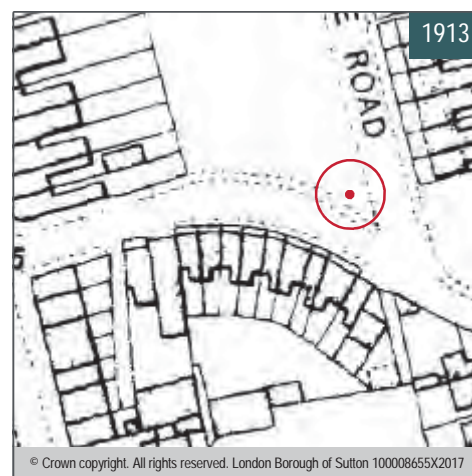 1913
E
ROAD
5
© Crown copyright. All rights reserved. London Borough of Sutton 100008655X2017